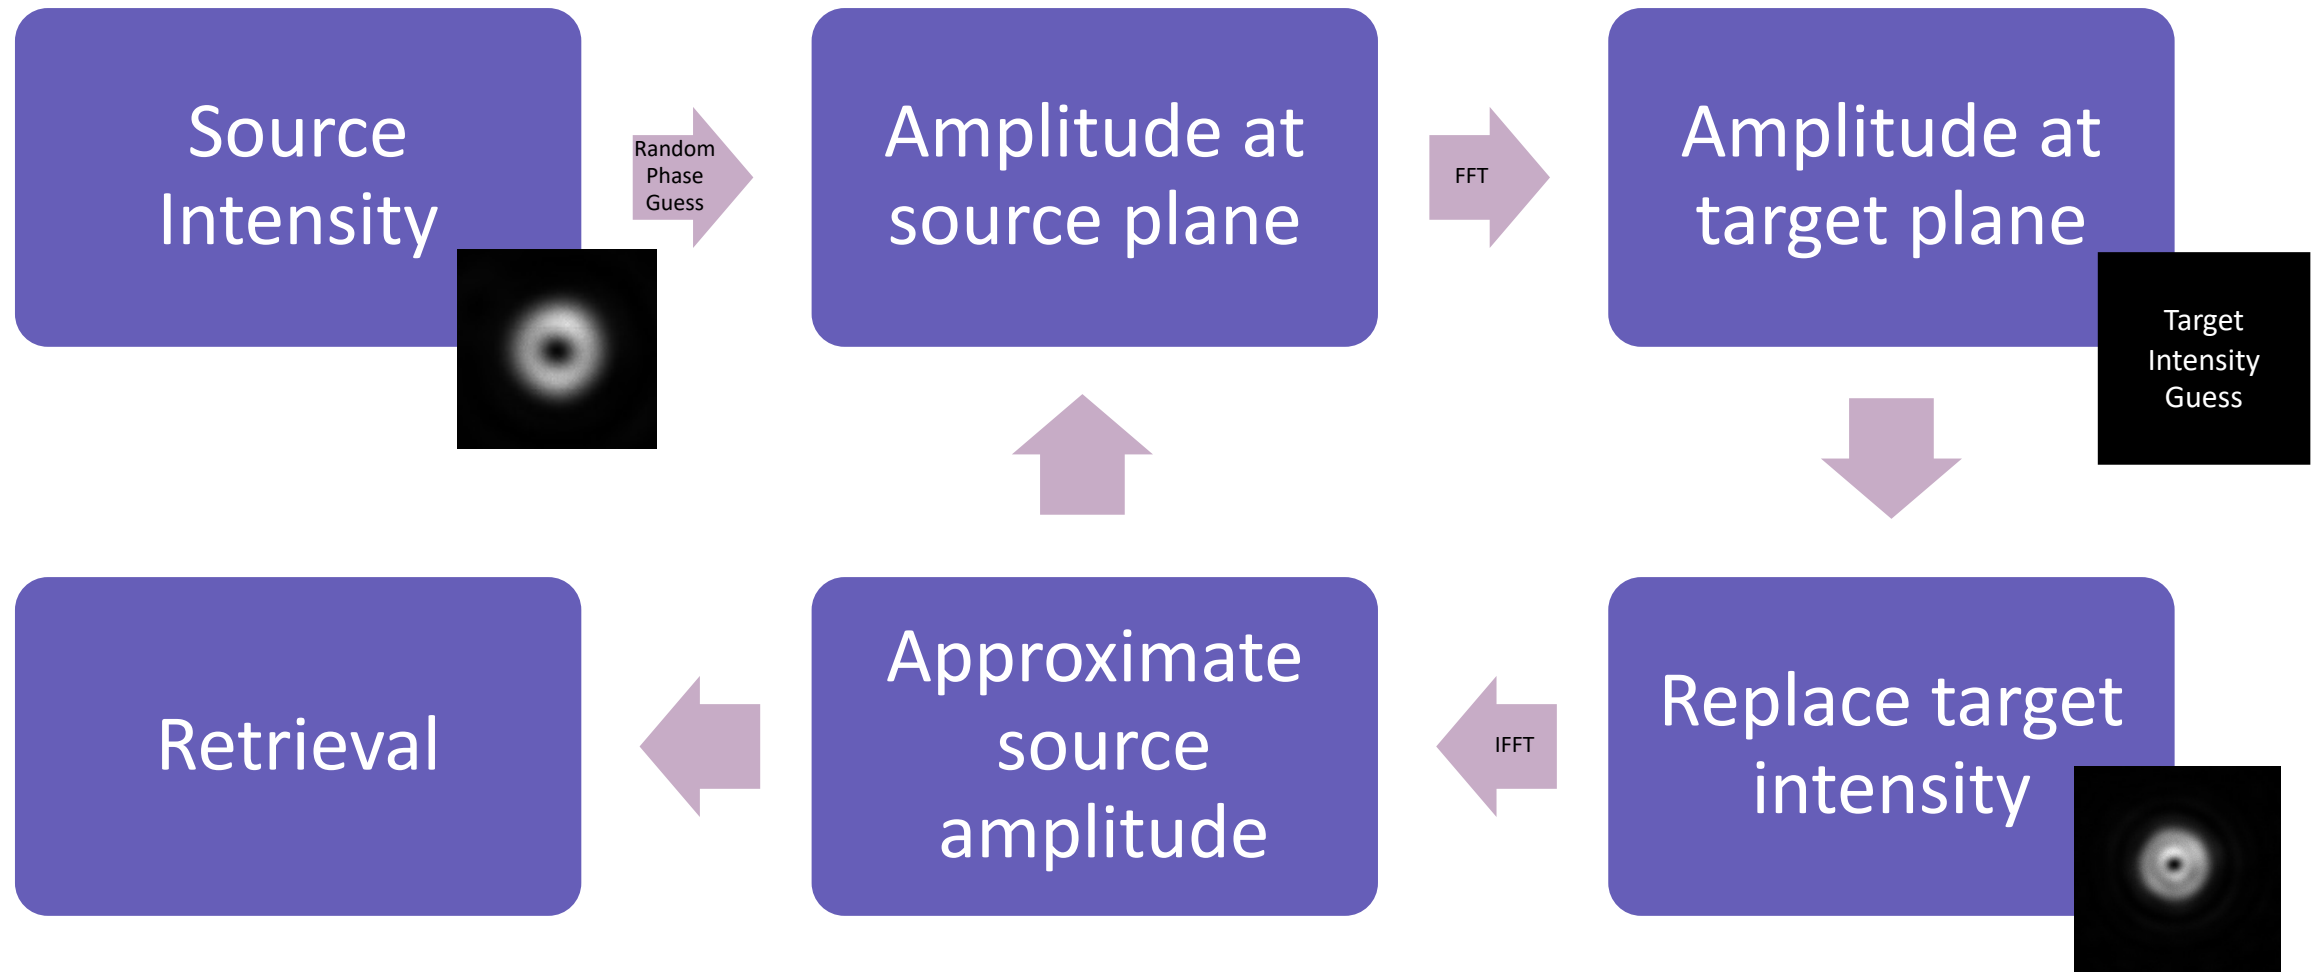 Source
Intensity
Random
Phase
Guess
Amplitude at
source plane
FFT
Amplitude at
target plane
Target
Intensity
Guess
Replace target
intensity
IFFT
Approximate
source
amplitude
Retrieval